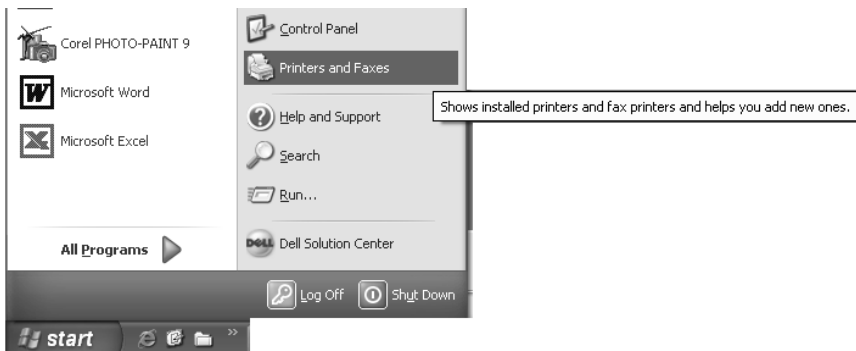 Corel PHOTO-PAINT 9
Microsoft Word
Microsoft Excel
All Programs
Control Panel
Printers and Faxes
Shows installed printers and fax printers and helps you add new ones.
Help and Support
Search
Run...
DELL Dell Solution Center
Log Off Shut Down
start »